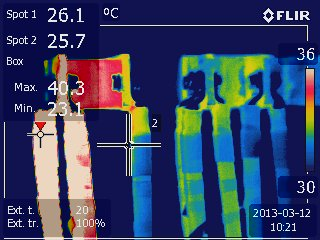 Spot 1 26.1 °C
Spot 2 25.7
Box
Max. 40.3
Min. 23.1
FLIR
36
2
30
Ext. t. 20
Ext. tr. 100%
2013-03-12
10:21